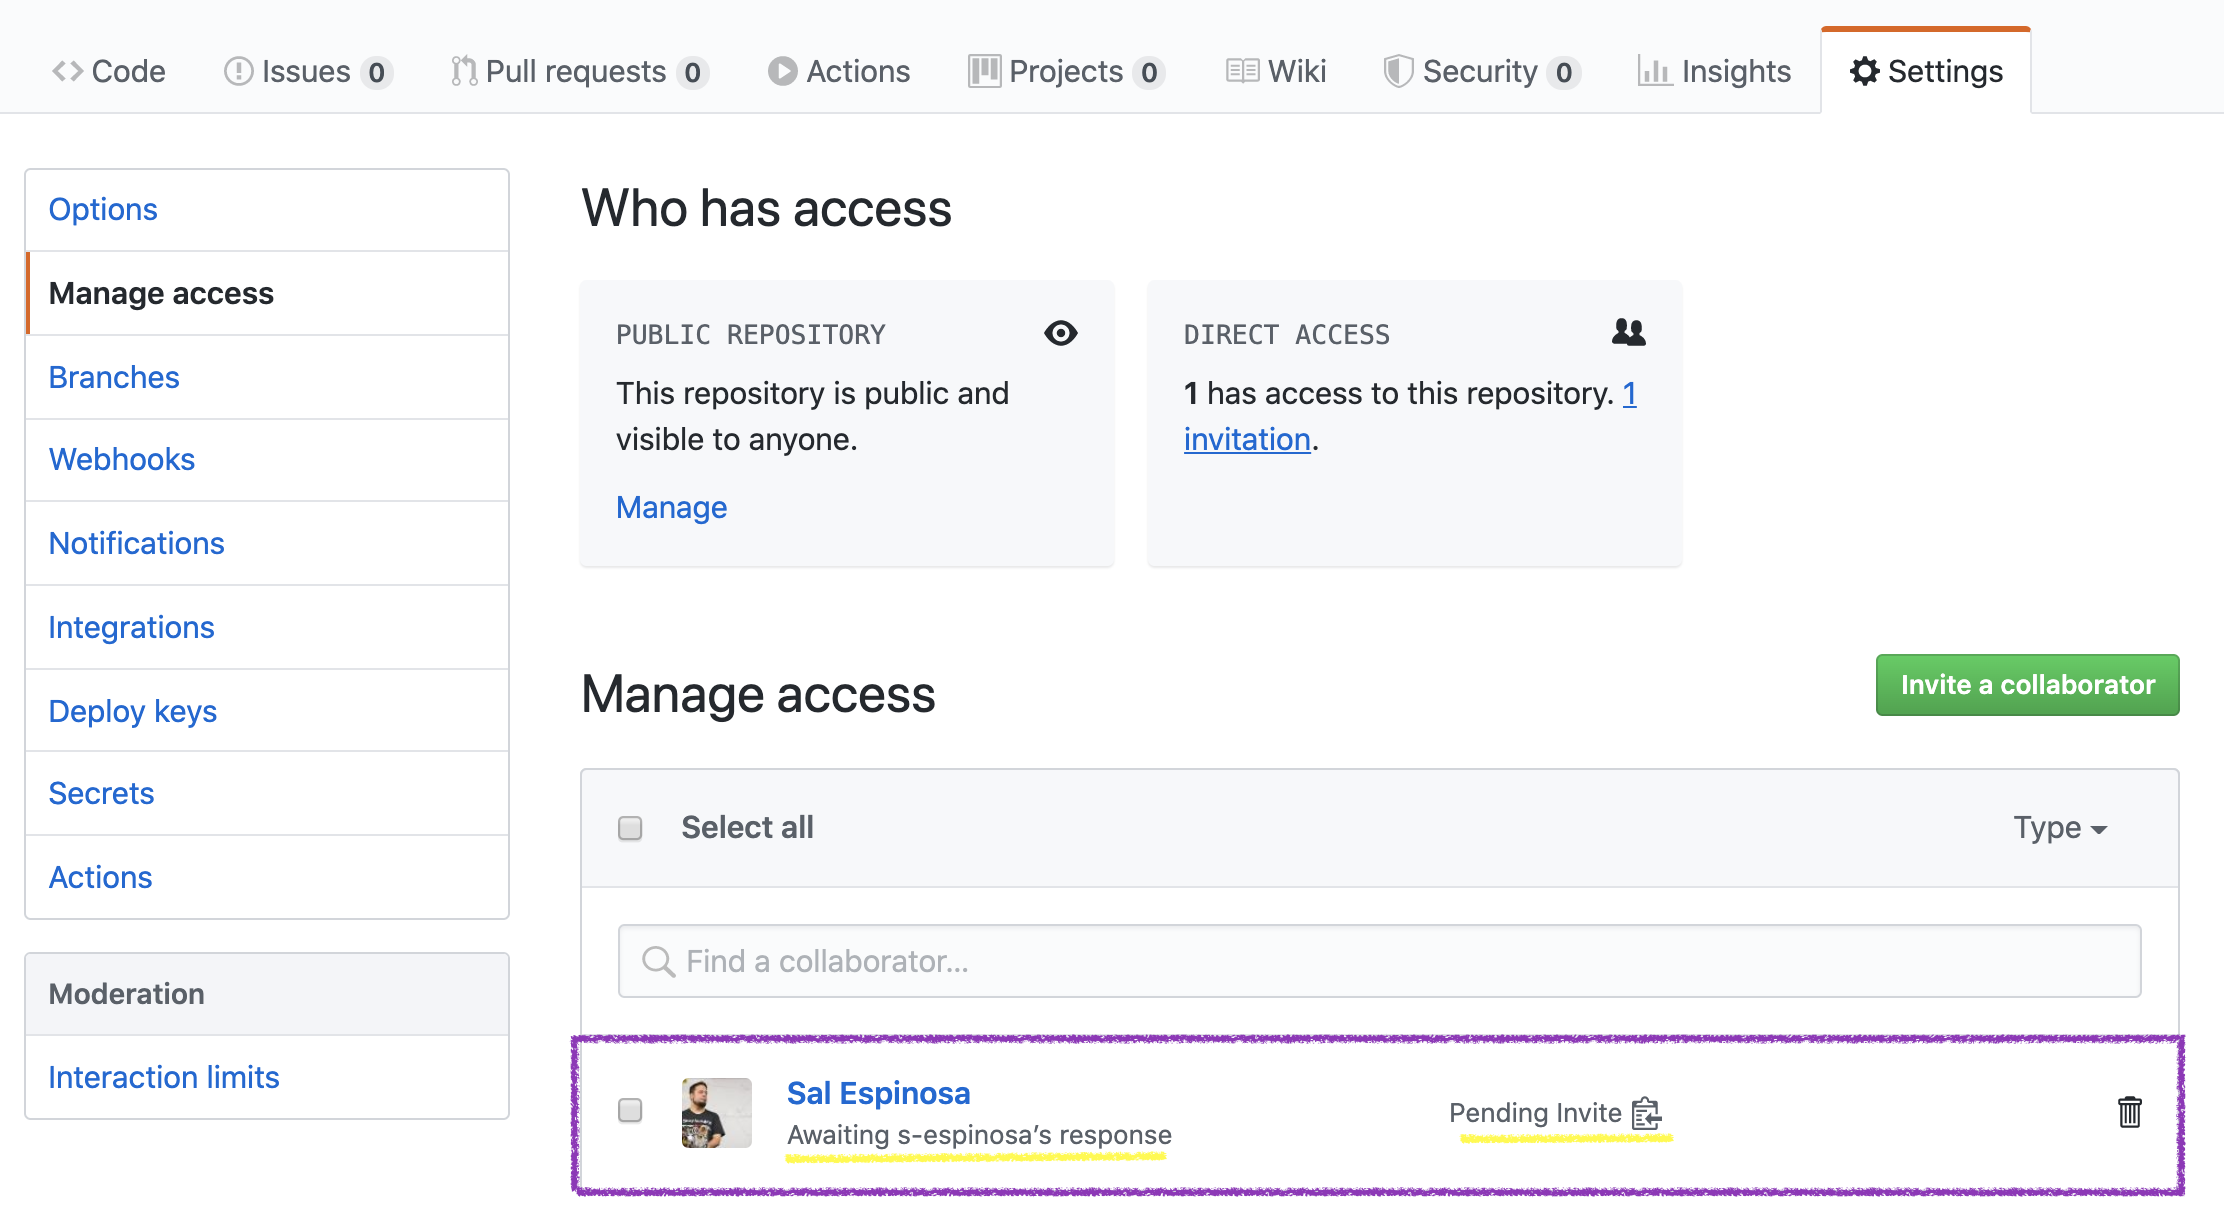 Code Issues 0 Pull requests 0 Actions Projects 0 Wiki Security 0 Insights Settings
Options
Manage access
Branches
Webhooks
Notifications
Integrations
Deploy keys
Secrets
Actions
Moderation
Interaction limits
Who has access
PUBLIC REPOSITORY
This repository is public and
visible to anyone.
Manage
DIRECT ACCESS
1 has access to this repository. 1
invitation.
Manage access
Invite a collaborator
Select all
Type
Find a collaborator...
Sal Espinosa
Awaiting s-espinosa’s response
Pending Invite